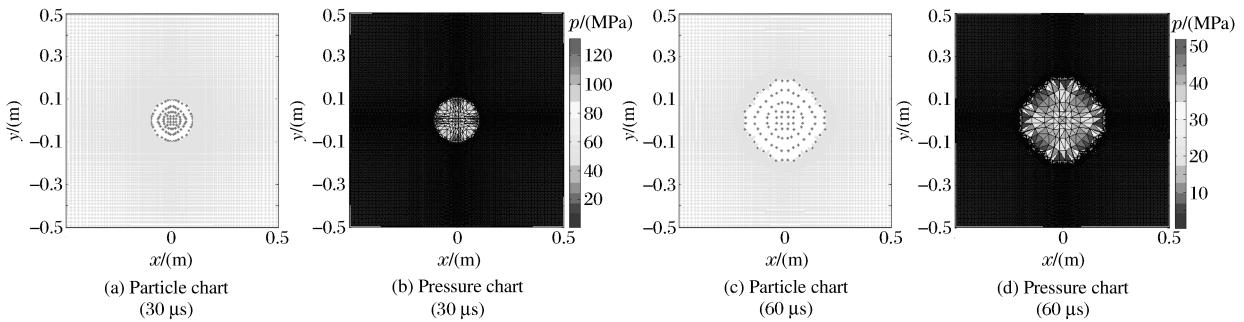 0.5
0.3
0.1
−0.1
−0.3
−0.5
y/(m)
0
0.5
x/(m)
(a) Particle chart
(30 μs)
0.5
0.3
0.1
−0.1
−0.3
−0.5
y/(m)
0
0.5
x/(m)
p/(MPa)
120
100
80
60
40
20
(b) Pressure chart
(30 μs)
0.5
0.3
0.1
−0.1
−0.3
−0.5
y/(m)
0
0.5
x/(m)
(c) Particle chart
(60 μs)
0.5
0.3
0.1
−0.1
−0.3
−0.5
y/(m)
0
0.5
x/(m)
p/(MPa)
50
40
30
20
10
(d) Pressure chart
(60 μs)